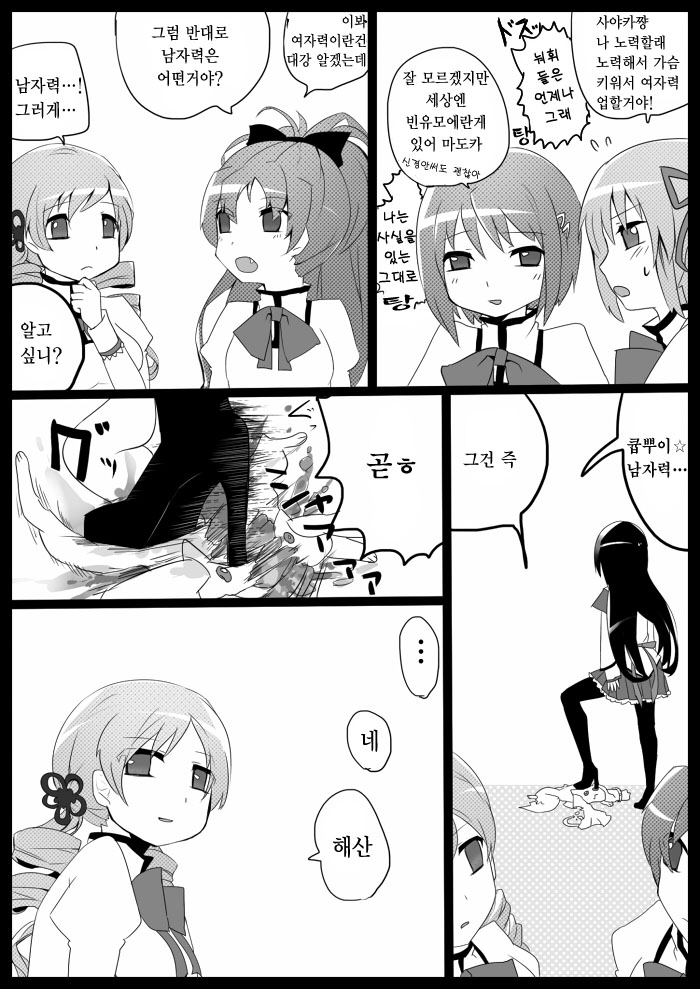 사야카쨩
나 노력할래
노력해서 가슴
키워서 여자력
업할거야!
둬휘
둘은
언제나
그래
탕
잘 모르겠지만
세상엔
빈유모에란게
있어 마도카
신경안써도 괜찮아
나는
사실을
있는
그대로
탕
이봐
여자력이란건
대강 알겠는데
그럼 반대로
남자력은
어떤거야?
남자력…!
그러게…
알고
싶니?
큡뿌이☆
남자력…
그건 즉
곧ㅎ
…
네
해산